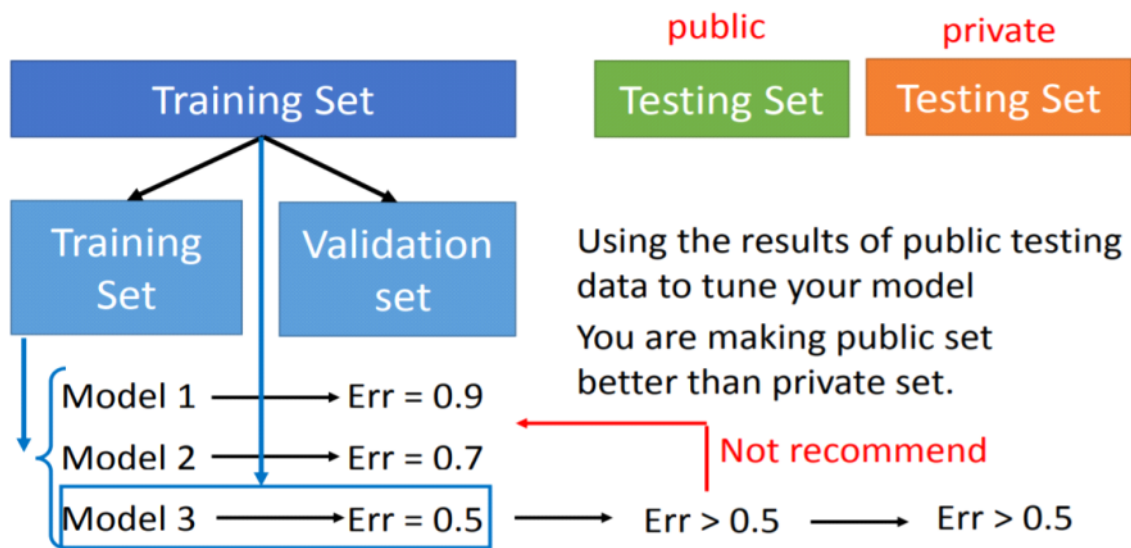 public
private
Training Set
Testing Set
Testing Set
Training
Set
Validation
set
Using the results of public testing
data to tune your model
You are making public set
better than private set.
Model 1
Err = 0.9
Not recommend
Model 2
Err = 0.7
Model 3
Err = 0.5
Err > 0.5
Err > 0.5